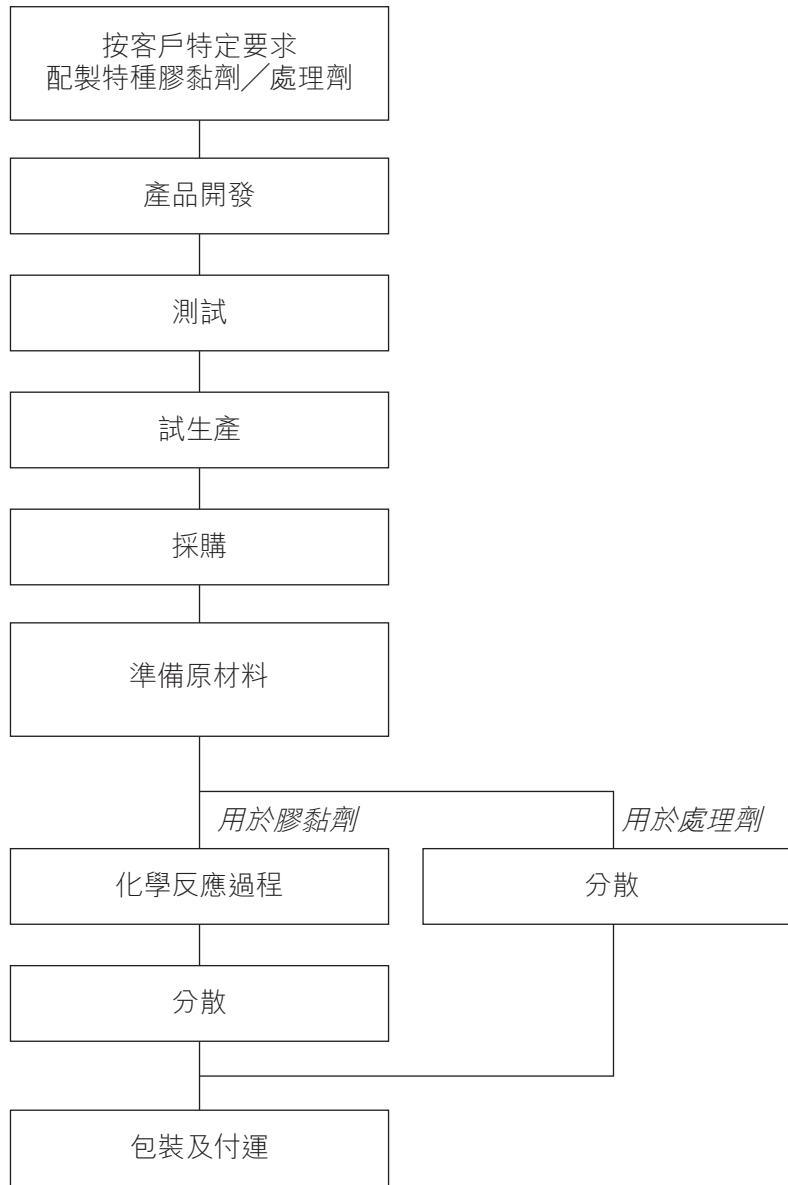 按客戶特定要求
配製特種膠黏劑╱處理劑
產品開發
測試
試生產
採購
準備原材料
用於膠黏劑
用於處理劑
化學反應過程
分散
分散
包裝及付運